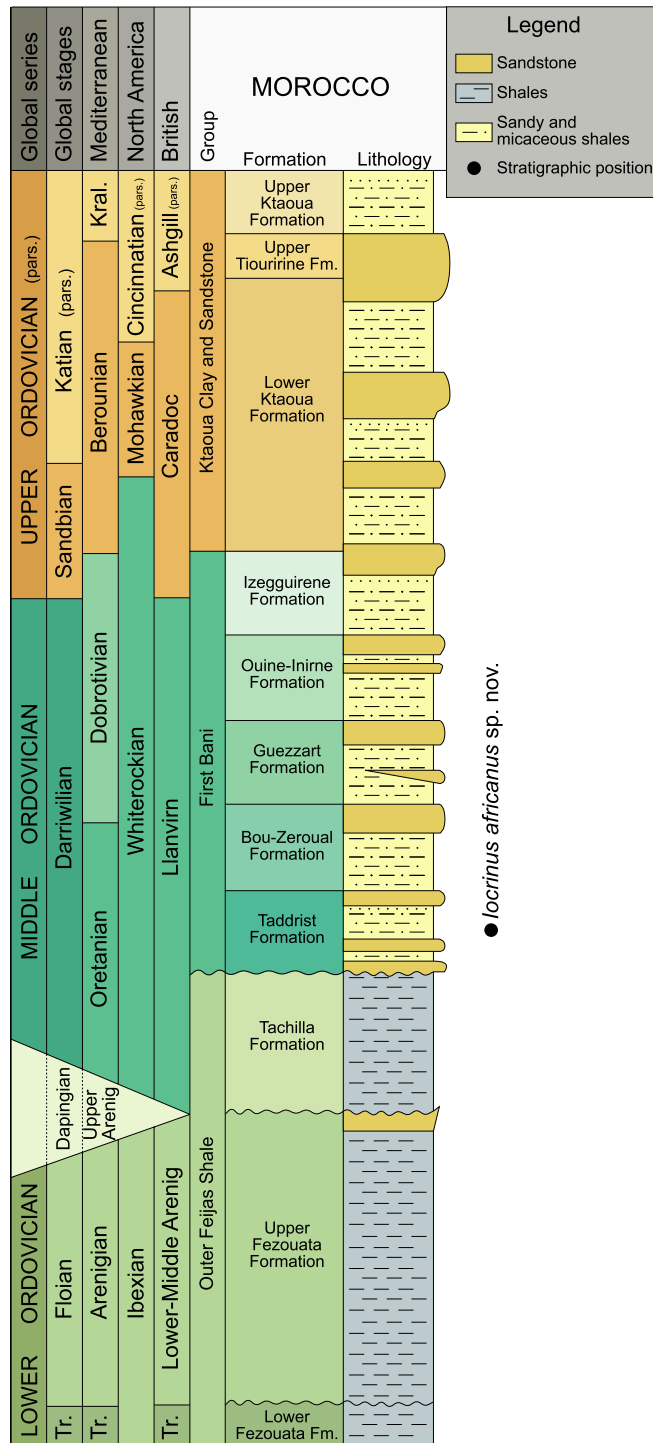 Global series
Global stages
Mediterranean
North America
British
Group
MOROCCO
Formation
Lithology
Legend
Sandstone
Shales
Sandy and
micaceous shales
Stratigraphic position
UPPER ORDOVICIAN (pars.)
MIDDLE ORDOVICIAN
LOWER ORDOVICIAN
Katian (pars.)
Sandbian
Darriwilian
Dapingian
Floian
Tr.
Kral.
Berounian
Dobrotivian
Oretanian
Upper
Arenig
Arenigian
Tr.
Cincinnatian (pars.)
Mohawkian
Whiterockian
Ibexian
Ashgill (pars.)
Caradoc
Llanvirn
Lower-Middle Arenig
Tr.
Ktaoua Clay and Sandstone
First Bani
Outer Feijas Shale
Upper
Ktaoua
Formation
Upper
Tiouririne Fm.
Lower
Ktaoua
Formation
Izegguirene
Formation
Ouine-Inirne
Formation
Guezzart
Formation
Bou-Zeroual
Formation
Taddrist
Formation
Tachilla
Formation
Upper
Fezouata
Formation
Lower
Fezouata Fm.
Iocrinus africanus sp. nov.